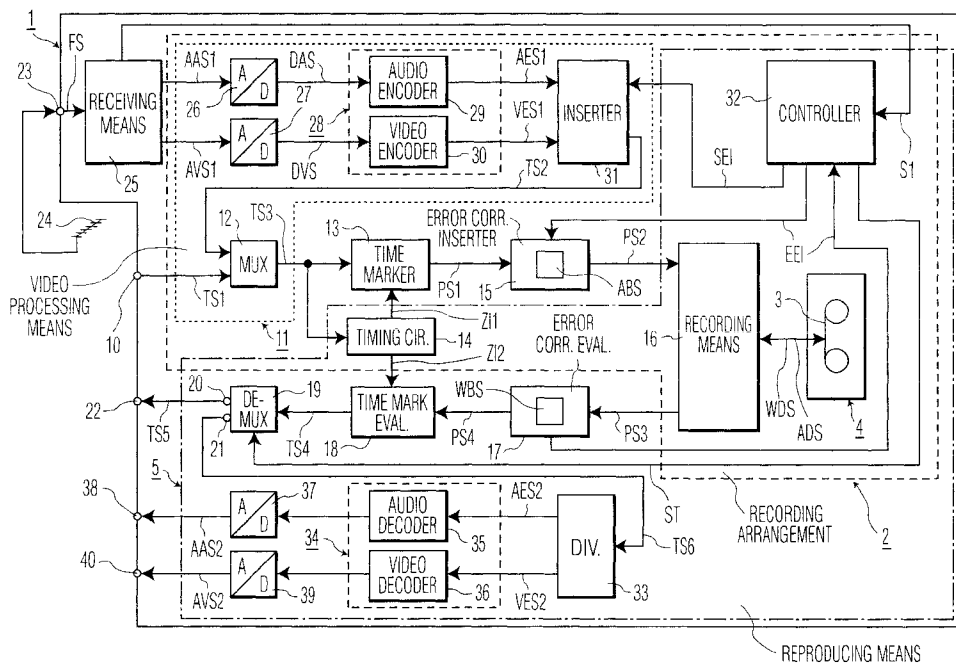 1
FS
23
RECEIVING
MEANS
25
24
AAS1
AVS1
A
D
26
A
D
27
DAS
DVS
28
AUDIO
ENCODER
29
VIDEO
ENCODER
30
AES1
VES1
TS2
INSERTER
31
32
CONTROLLER
SEI
S1
VIDEO
PROCESSING
MEANS
10
TS1
12
MUX
TS3
11
13
TIME
MARKER
PS1
ERROR CORR.
INSERTER
15
ABS
PS2
EEI
ZI1
TIMING CIR.
14
ZI2
ERROR
CORR. EVAL.
16
RECORDING
MEANS
3
WDS
ADS
4
22
TS5
20
21
DE-
MUX
19
TS4
TIME MARK
EVAL.
18
PS4
WBS
17
PS3
5
ST
TS6
RECORDING
ARRANGEMENT
2
38
AAS2
A
D
37
40
AVS2
A
D
39
34
AUDIO
DECODER
35
VIDEO
DECODER
36
AES2
VES2
DIV.
33
REPRODUCING MEANS